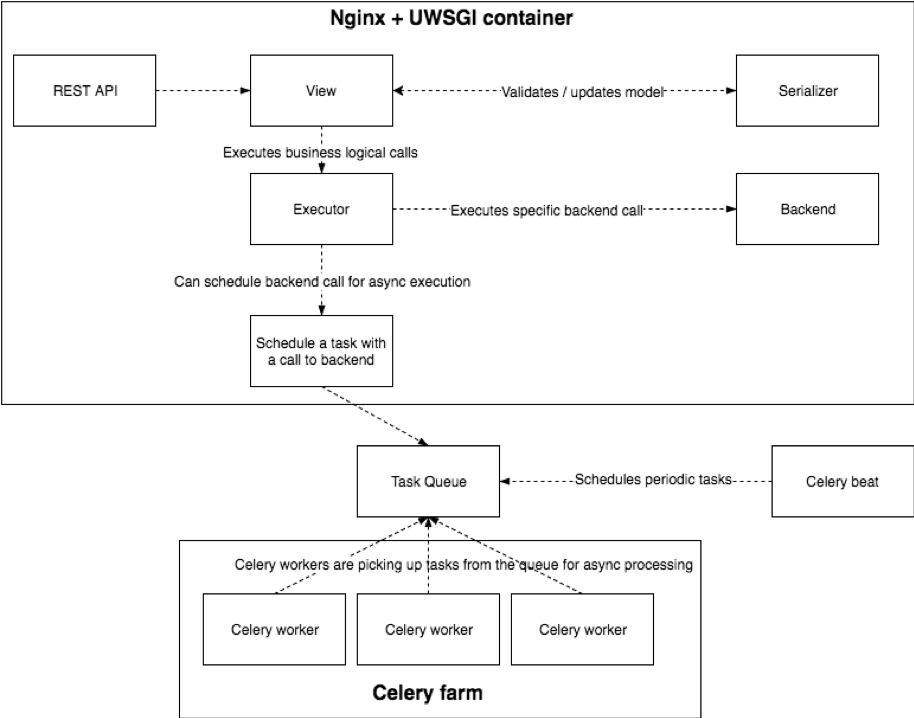 Nginx + UWSGI container
REST API
View
Validates / updates model
Serializer
Executes business logical calls
Executor
Executes specific backend call
Backend
Can schedule backend call for async execution
Schedule a task with
a call to backend
Task Queue
Schedules periodic tasks
Celery beat
Celery workers are picking up tasks from the queue for async processing
Celery worker
Celery worker
Celery worker
Celery farm